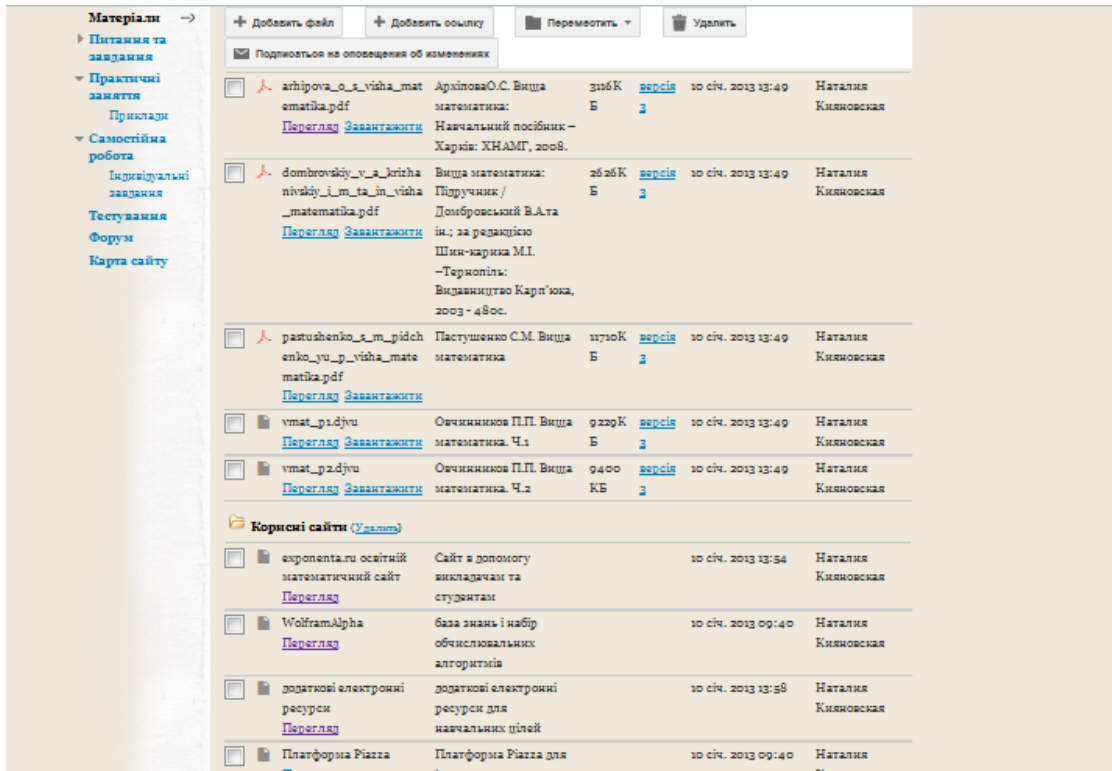 Матеріали
Питання та
завдання
Практичні
заняття
Приклади
Самостійна
робота
Індивідуальні
завдання
Тестування
Форум
Карта сайту
Добавить файл Добавить ссылку Переместить Удалить
Подписаться на оповещения об изменениях
arhipova_o_s_visha_mat АрхіповаО.С. Вища 3116К версія 10 січ. 2013 13:49 Наталия
ematika.pdf математика: Б 3 Кияновская
Перегляд Завантажити Навчальний посібник –
Харків: ХНАМГ, 2008.
dombrovskiy_v_a_krizha Вища математика: 2626К версія 10 січ. 2013 13:49 Наталия
nivskiy_i_m_ta_in_visha Підручник / Б 3 Кияновская
_matematika.pdf Домбровський В.А.та
Перегляд Завантажити ін.; за редакцією
Шин-карика М.І.
–Тернопіль:
Видавництво Карп'юка,
2003 - 480с.
pastushenko_s_m_pidch Пастушенко С.М. Вища 11710К версія 10 січ. 2013 13:49 Наталия
enko_yu_p_visha_mate математика Б 3 Кияновская
matika.pdf
Перегляд Завантажити
vmat_p1.djvu Овчинников П.П. Вища 9229К версія 10 січ. 2013 13:49 Наталия
Перегляд Завантажити математика. Ч.1 Б 3 Кияновская
vmat_p2.djvu Овчинников П.П. Вища 9400 версія 10 січ. 2013 13:49 Наталия
Перегляд Завантажити математика. Ч.2 КБ 3 Кияновская
Корисні сайти (Удалить)
exponenta.ru освітній Сайт в допомогу 10 січ. 2013 13:54 Наталия
математичний сайт викладачам та Кияновская
Перегляд студентам
WolframAlpha база знань і набір 10 січ. 2013 09:40 Наталия
Перегляд обчислювальних Кияновская
алгоритмів
додаткові електронні додаткові електронні 10 січ. 2013 13:58 Наталия
ресурси ресурси для Кияновская
Перегляд навчальних цілей
Платформа Piazza Платформа Piazza для 10 січ. 2013 09:40 Наталия